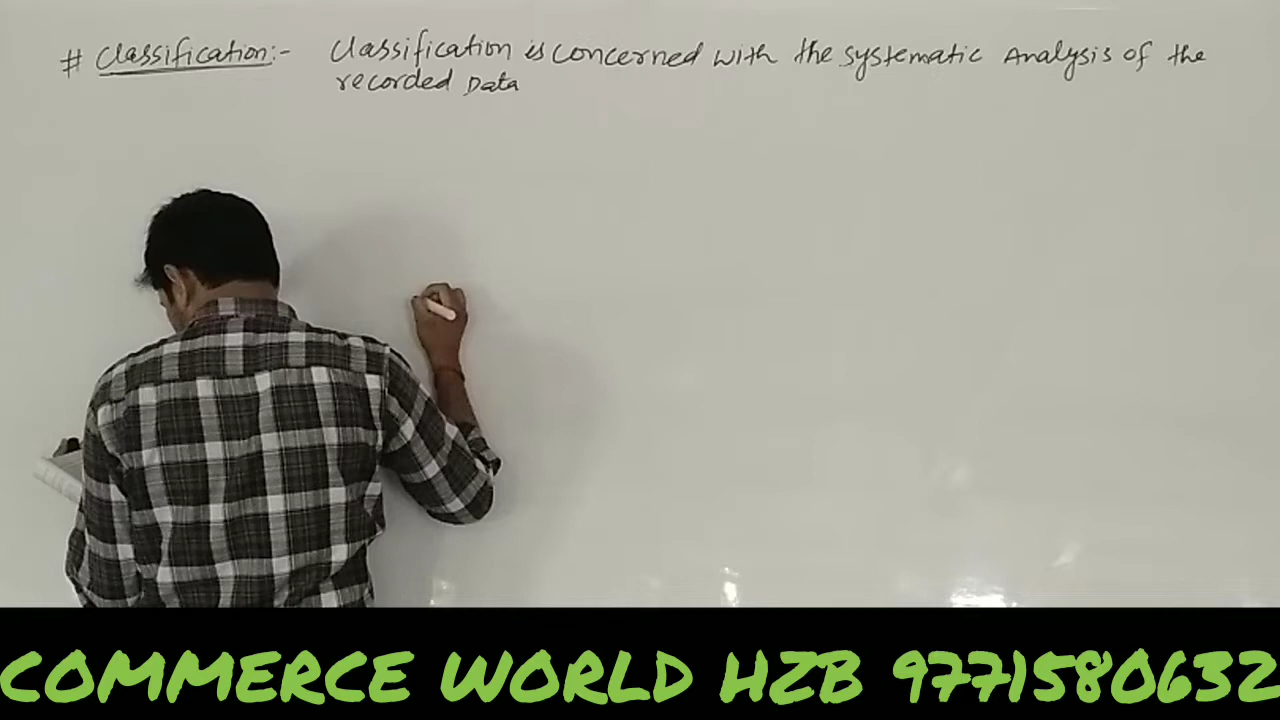 # Classification:- Classification is concerned with the systematic Analysis of the
recorded Data
COMMERCE WORLD HZB 9771580632